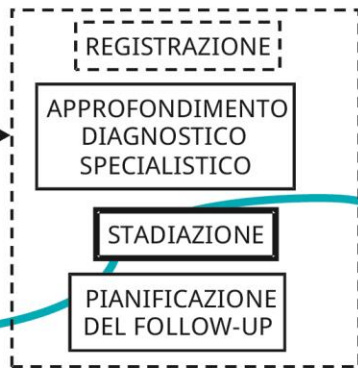 REGISTRAZIONE
APPROFONDIMENTO
DIAGNOSTICO
SPECIALISTICO
STADIAZIONE
PIANIFICAZIONE
DEL FOLLOW-UP